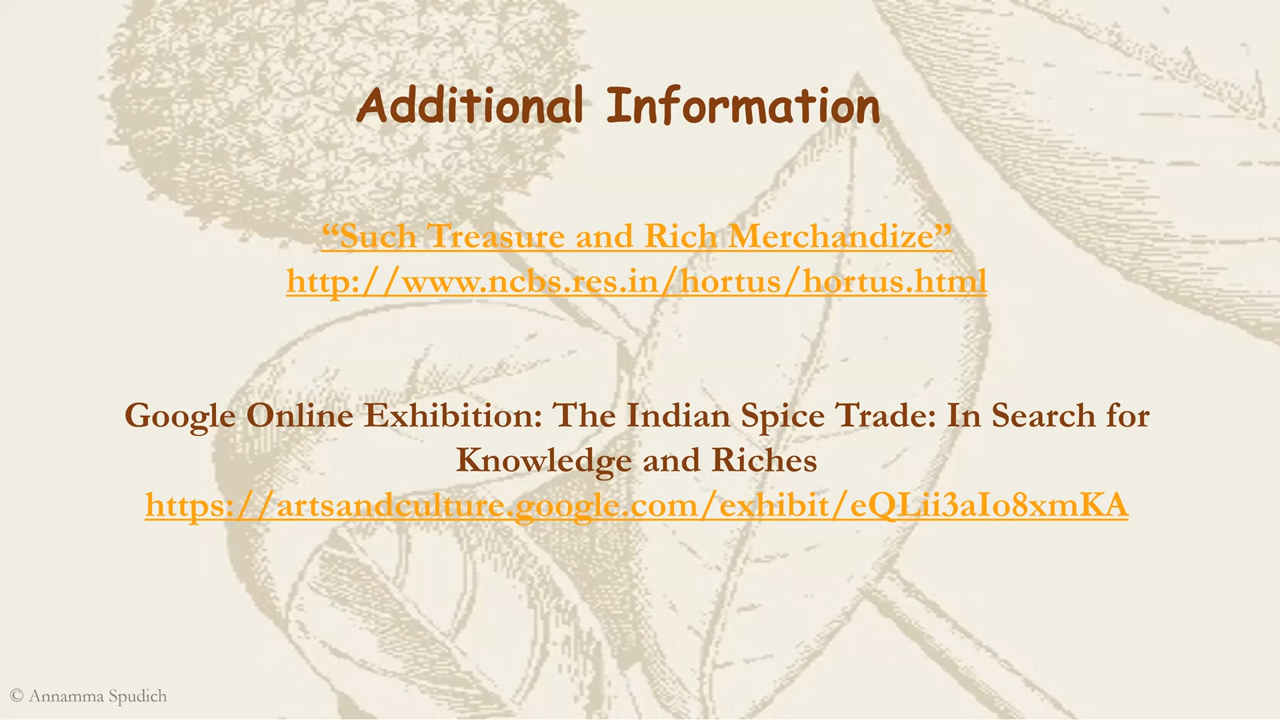 Additional Information
“Such Treasure and Rich Merchandize”
http://www.ncbs.res.in/hortus/hortus.html
Google Online Exhibition: The Indian Spice Trade: In Search for
Knowledge and Riches
https://artsandculture.google.com/exhibit/eQLii3aIo8xmKA
© Annamma Spudich